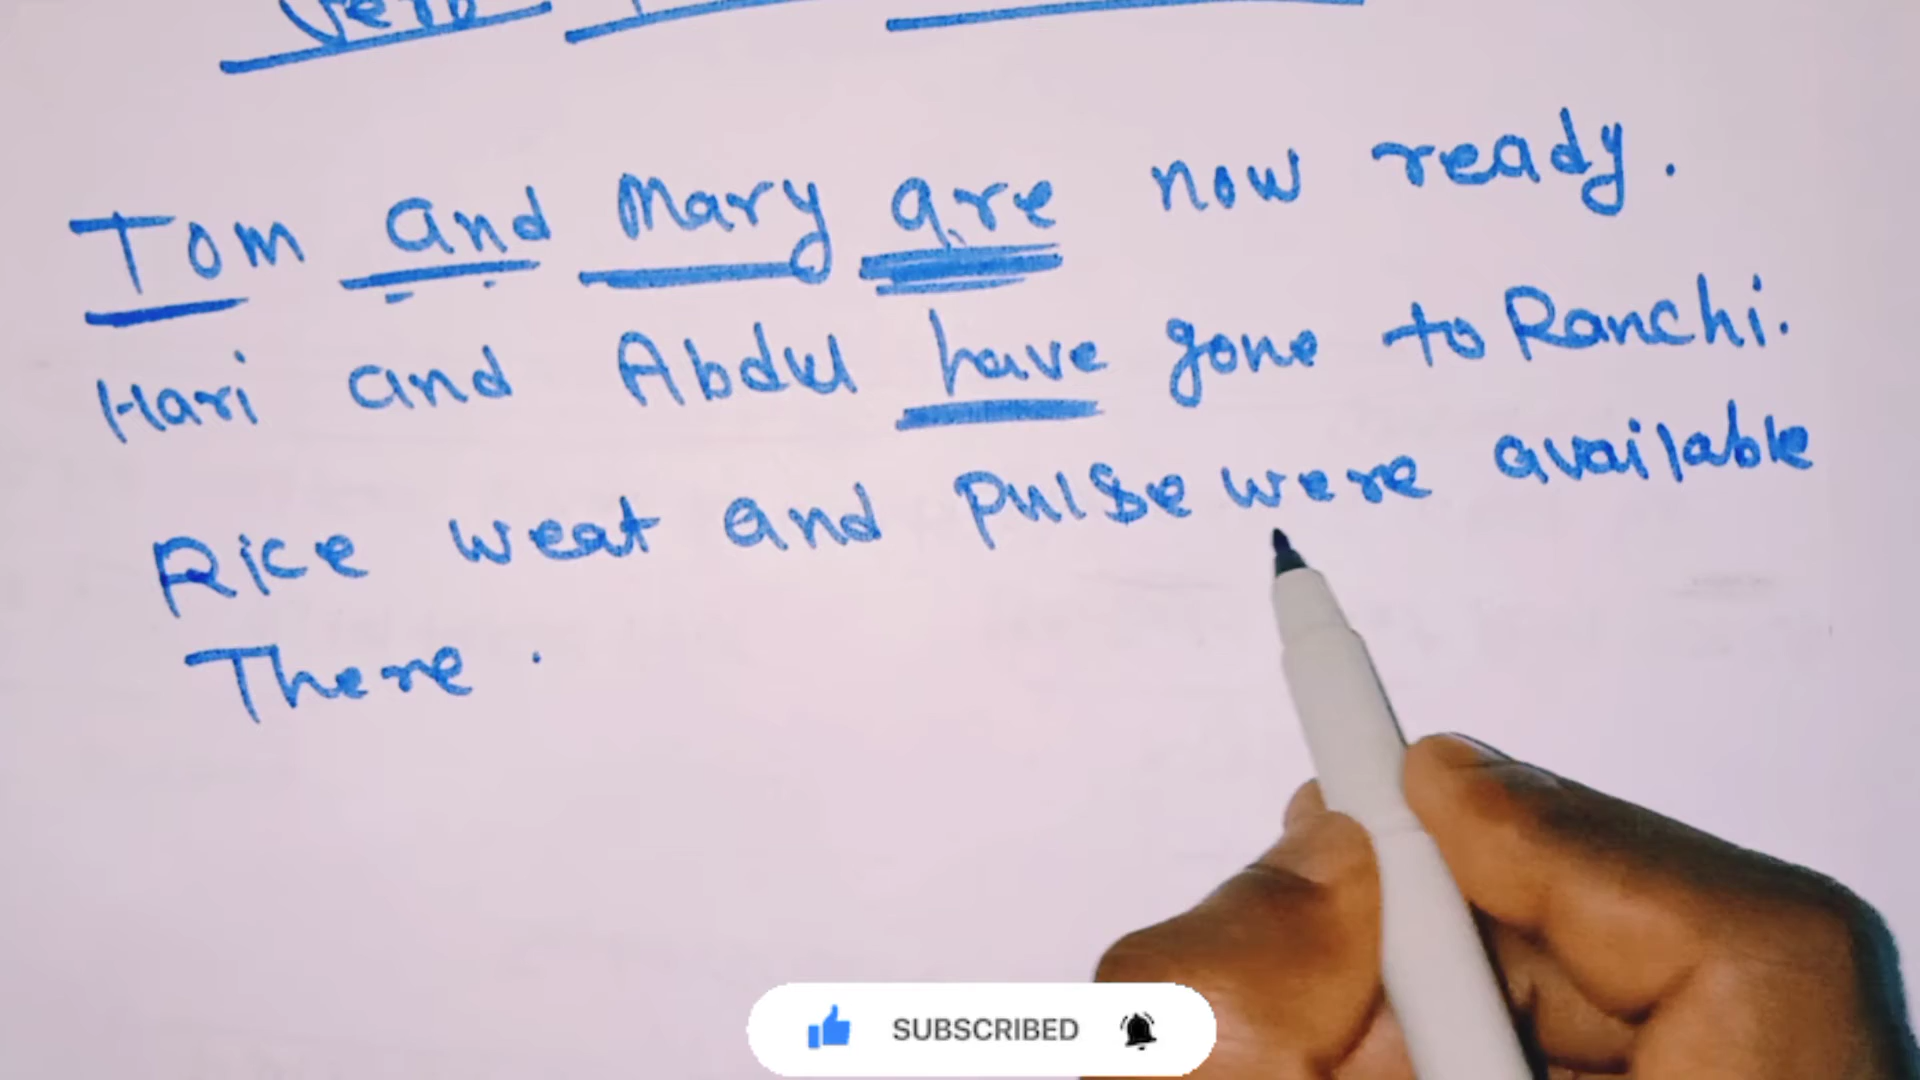 Verb
Tom and Mary are now ready.
Hari and Abdul have gone to Ranchi.
Rice weat and pulse were available
There.
SUBSCRIBED